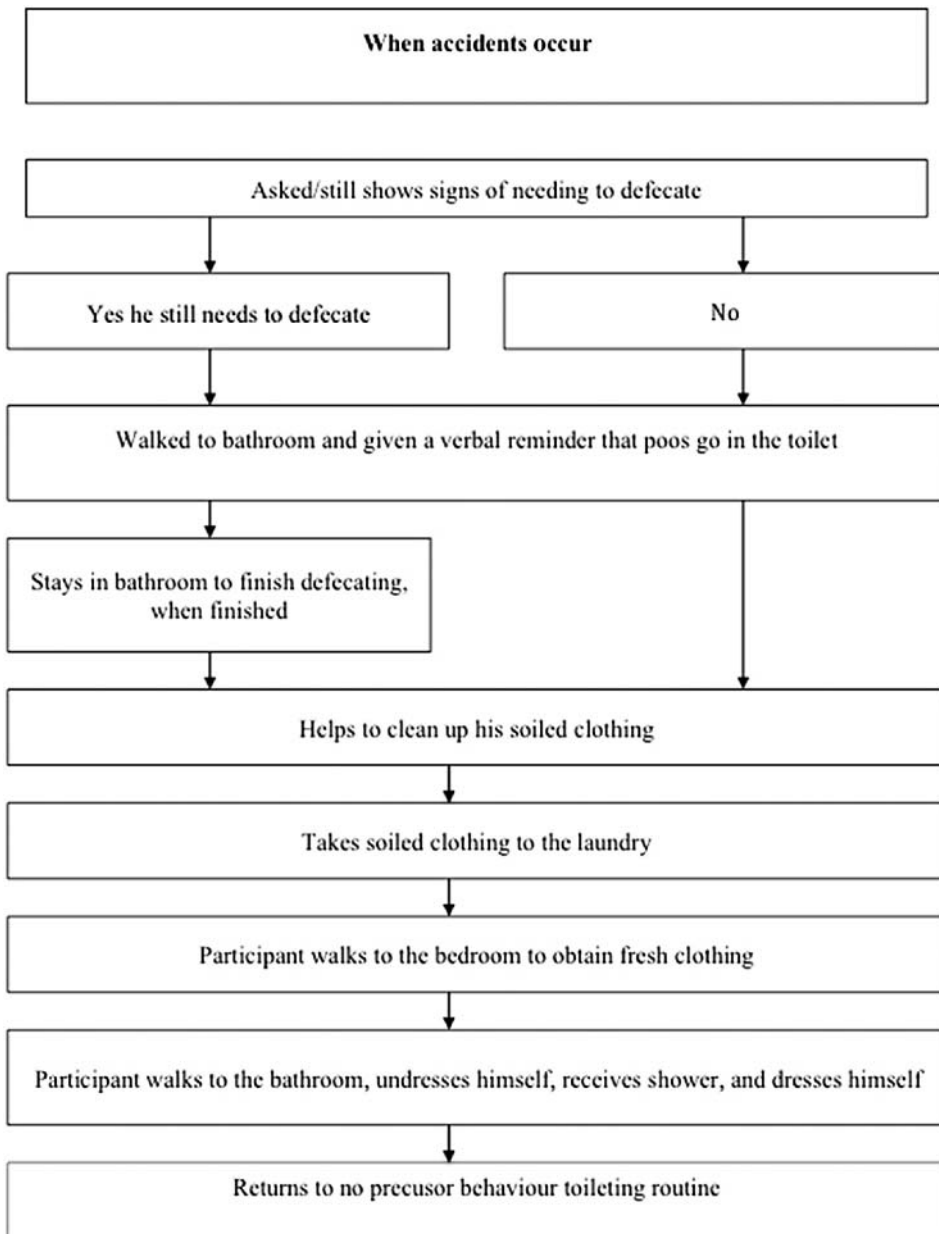 When accidents occur
Asked/still shows signs of needing to defecate
Yes he still needs to defecate
No
Walked to bathroom and given a verbal reminder that poos go in the toilet
Stays in bathroom to finish defecating,
when finished
Helps to clean up his soiled clothing
Takes soiled clothing to the laundry
Participant walks to the bedroom to obtain fresh clothing
Participant walks to the bathroom, undresses himself, receives shower, and dresses himself
Returns to no precusor behaviour toileting routine